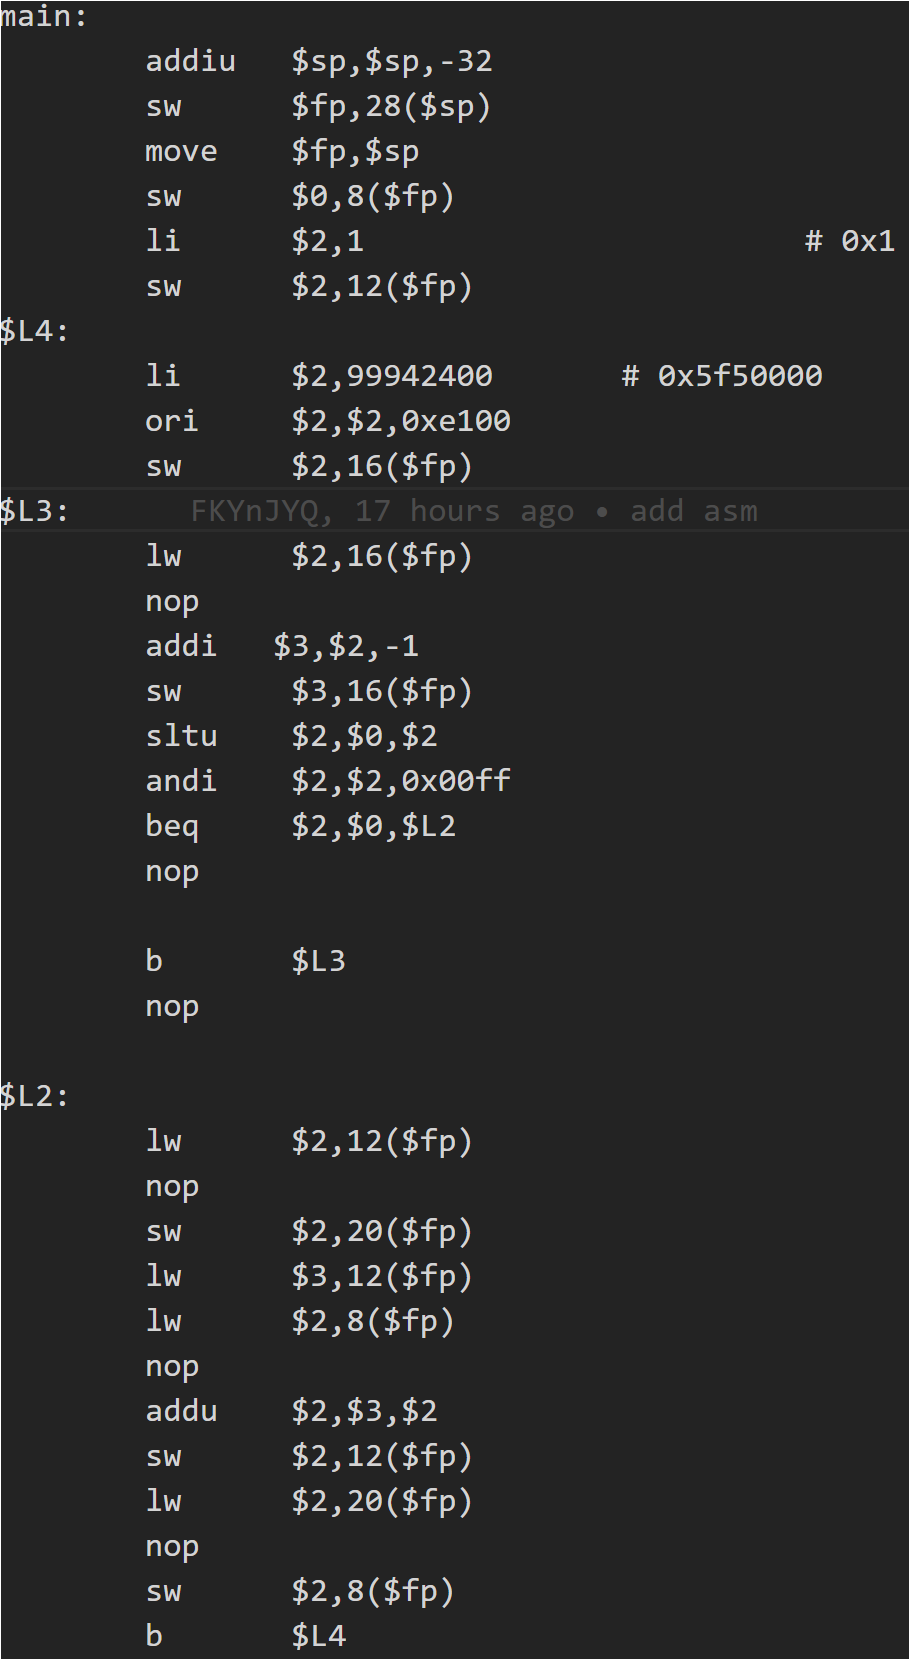 main:
addiu $sp,$sp,-32
sw $fp,28($sp)
move $fp,$sp
sw $0,8($fp)
li $2,1 # 0x1
sw $2,12($fp)
$L4:
li $2,99942400 # 0x5f50000
ori $2,$2,0xe100
sw $2,16($fp)
$L3: FKYnJYQ, 17 hours ago • add asm
lw $2,16($fp)
nop
addi $3,$2,-1
sw $3,16($fp)
sltu $2,$0,$2
andi $2,$2,0x00ff
beq $2,$0,$L2
nop
b $L3
nop
$L2:
lw $2,12($fp)
nop
sw $2,20($fp)
lw $3,12($fp)
lw $2,8($fp)
nop
addu $2,$3,$2
sw $2,12($fp)
lw $2,20($fp)
nop
sw $2,8($fp)
b $L4